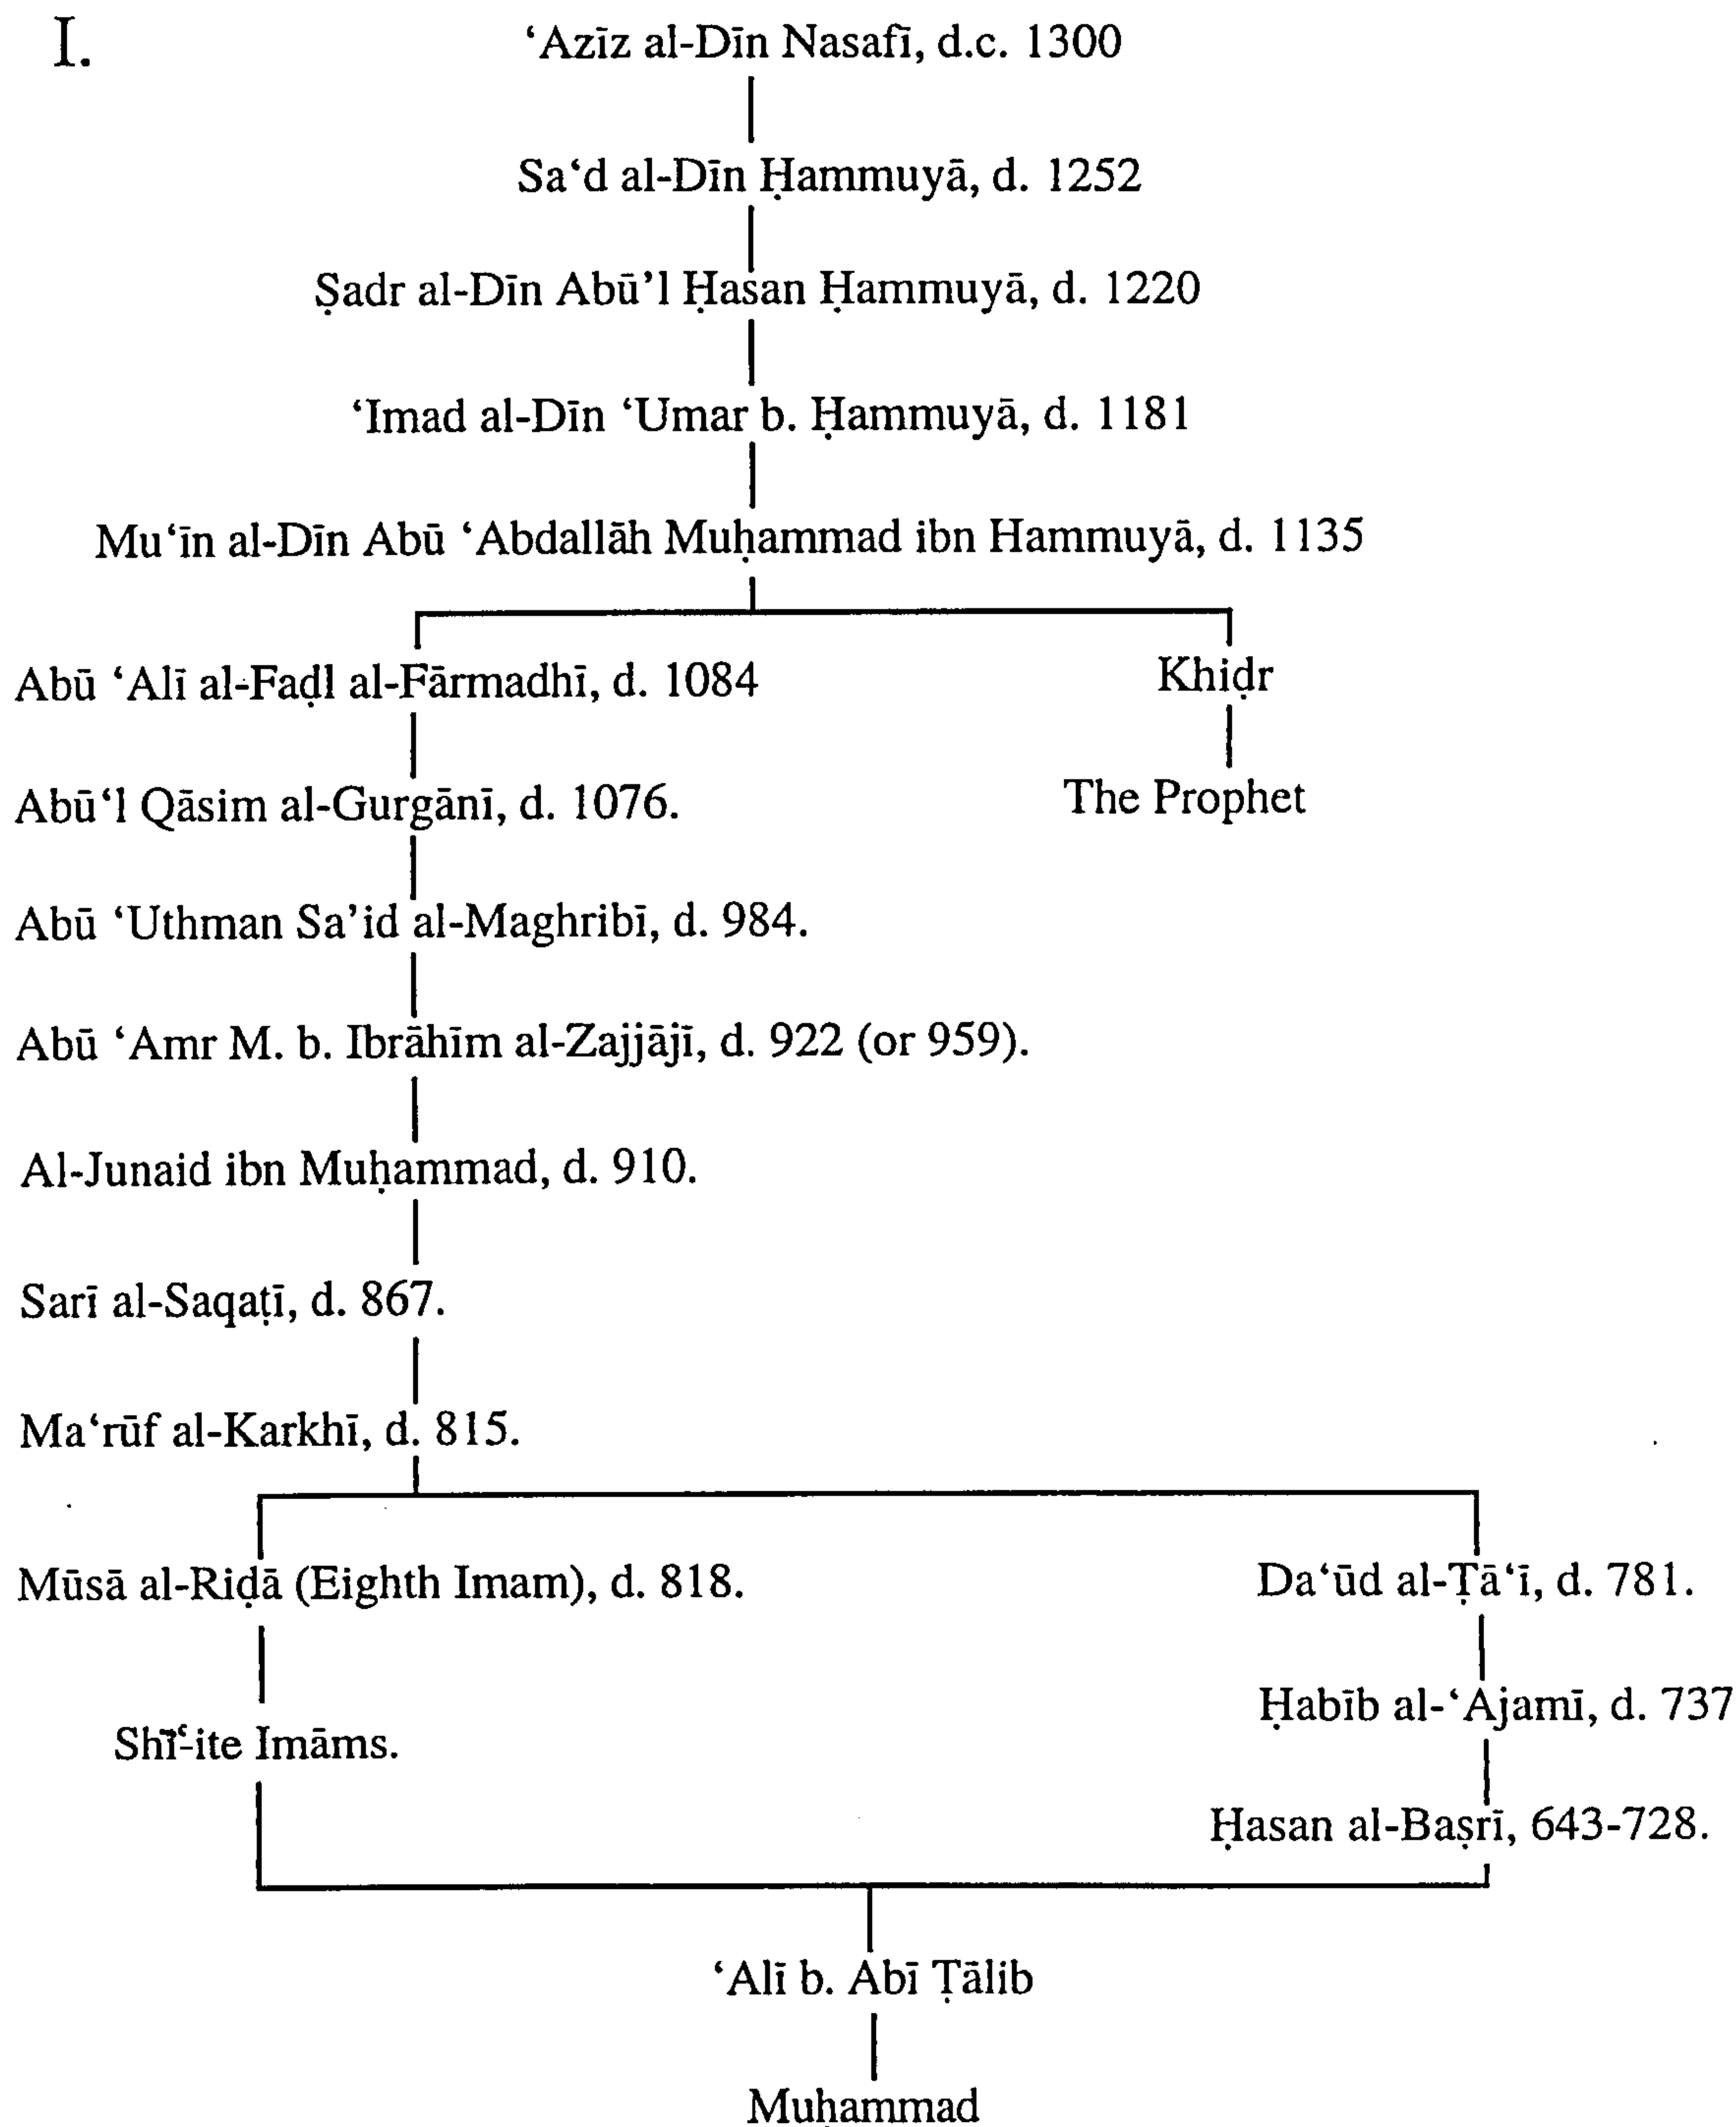 I.
‘Azīz al-Dīn Nasafī, d.c. 1300
Sa‘d al-Dīn Ḥammuyā, d. 1252
Ṣadr al-Dīn Abū’l Ḥasan Ḥammuyā, d. 1220
‘Imad al-Dīn ‘Umar b. Ḥammuyā, d. 1181
Mu‘īn al-Dīn Abū ‘Abdallāh Muḥammad ibn Hammuyā, d. 1135
Abū ‘Alī al-Faḍl al-Fārmadhī, d. 1084
Khiḍr
Abū‘l Qāsim al-Gurgānī, d. 1076.
The Prophet
Abū ‘Uthman Sa’id al-Maghribī, d. 984.
Abū ‘Amr M. b. Ibrāhīm al-Zajjājī, d. 922 (or 959).
Al-Junaid ibn Muḥammad, d. 910.
Sarī al-Saqaṭī, d. 867.
Ma‘rūf al-Karkhī, d. 815.
Mūsā al-Riḍā (Eighth Imam), d. 818.
Da‘ūd al-Ṭā‘ī, d. 781.
Ḥabīb al-‘Ajamī, d. 737
Shī‘-ite Imāms.
Ḥasan al-Baṣrī, 643-728.
‘Alī b. Abī Ṭālib
Muḥammad